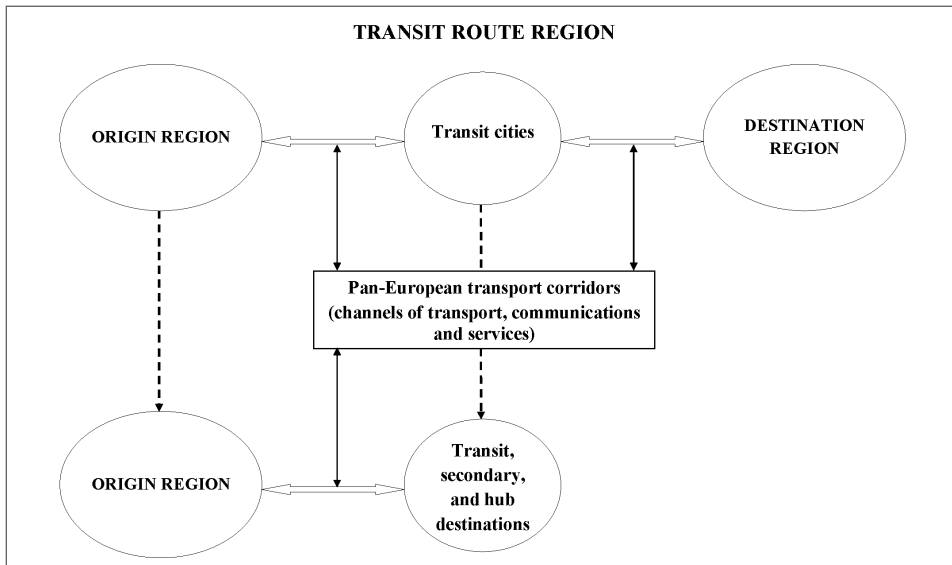 TRANSIT ROUTE REGION
ORIGIN REGION
Transit cities
DESTINATION
REGION
Pan-European transport corridors
(channels of transport, communications
and services)
ORIGIN REGION
Transit,
secondary,
and hub
destinations